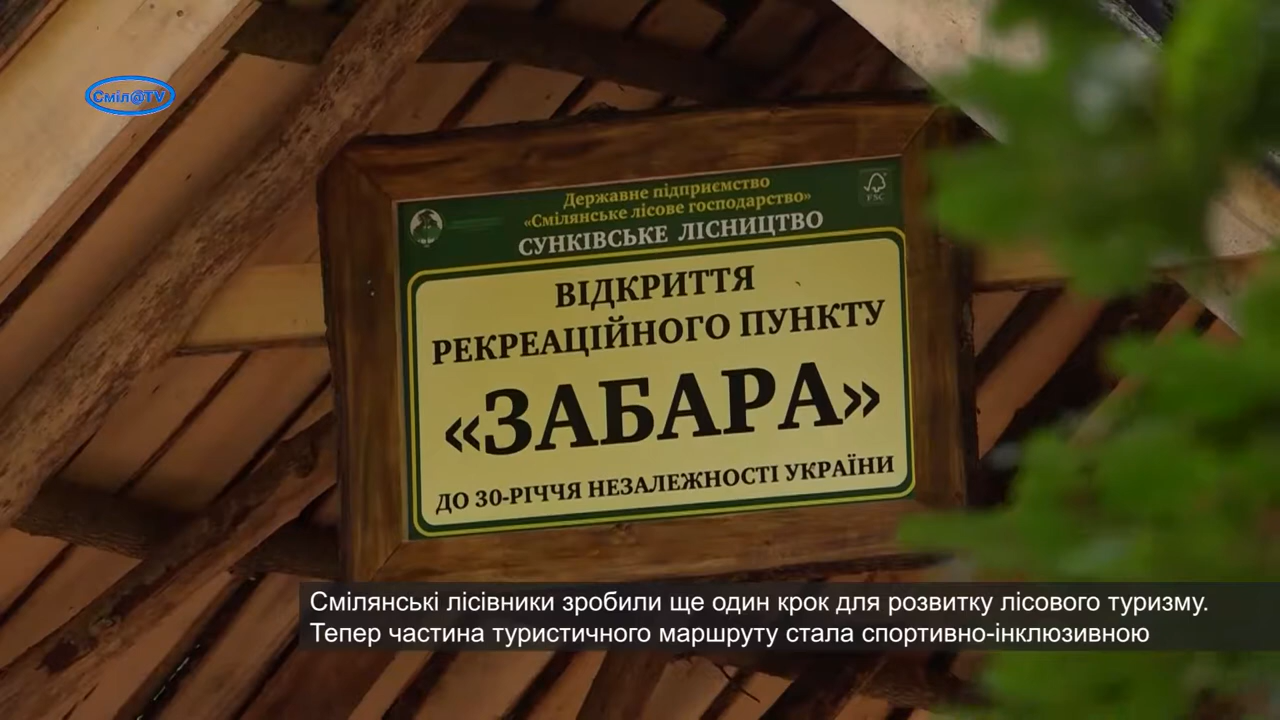 Сміл@TV
Державне підприємство
«Смілянське лісове господарство»
СУНКІВСЬКЕ ЛІСНИЦТВО
FSC
ВІДКРИТТЯ
РЕКРЕАЦІЙНОГО ПУНКТУ
«ЗАБАРА»
ДО 30-РІЧЧЯ НЕЗАЛЕЖНОСТІ УКРАЇНИ
Смілянські лісівники зробили ще один крок для розвитку лісового туризму.
Тепер частина туристичного маршруту стала спортивно-інклюзивною